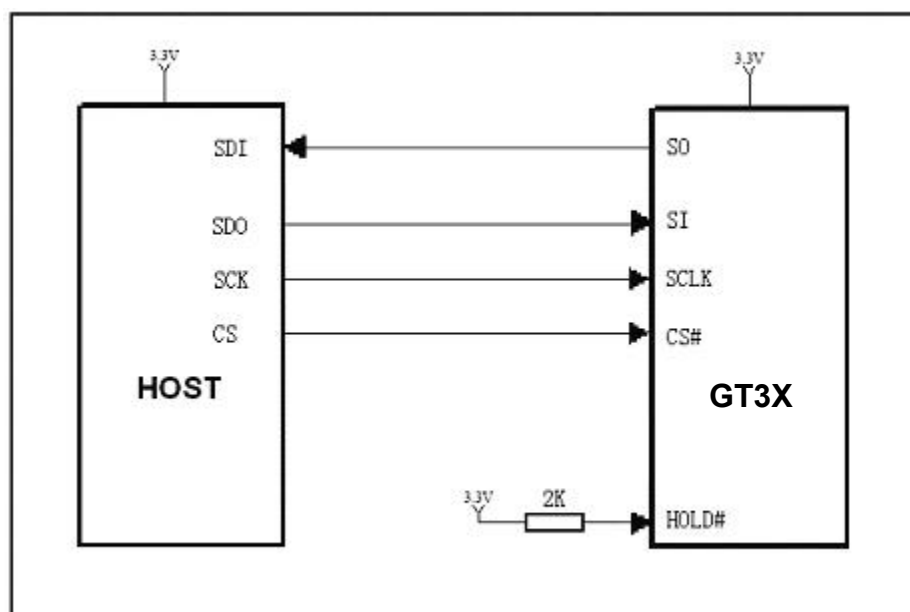 3.3V
3.3V
SDI
SO
SDO
SI
SCK
SCLK
CS
CS#
HOST
GT3X
3.3V
2K
HOLD#